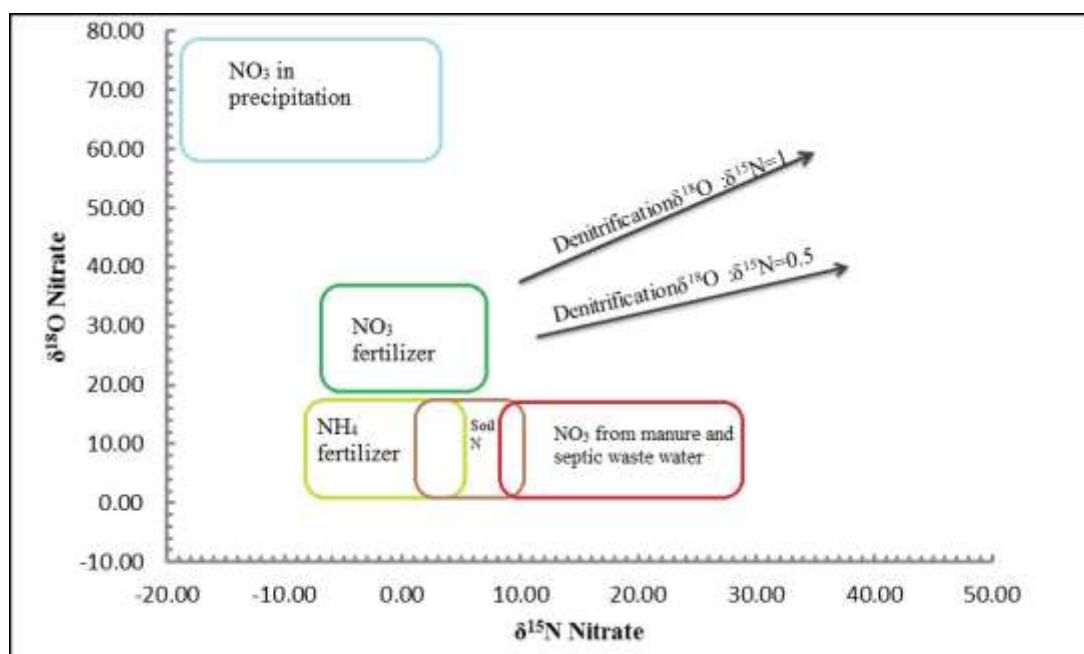 80.00
70.00
60.00
50.00
40.00
30.00
20.00
10.00
0.00
-10.00
δ¹⁸O Nitrate
NO₃ in
precipitation
Denitrificationδ¹⁸O :δ¹⁵N=1
Denitrificationδ¹⁸O :δ¹⁵N=0.5
NO₃
fertilizer
NH₄
fertilizer
Soil
N
NO₃ from manure and
septic waste water
-20.00 -10.00 0.00 10.00 20.00 30.00 40.00 50.00
δ¹⁵N Nitrate